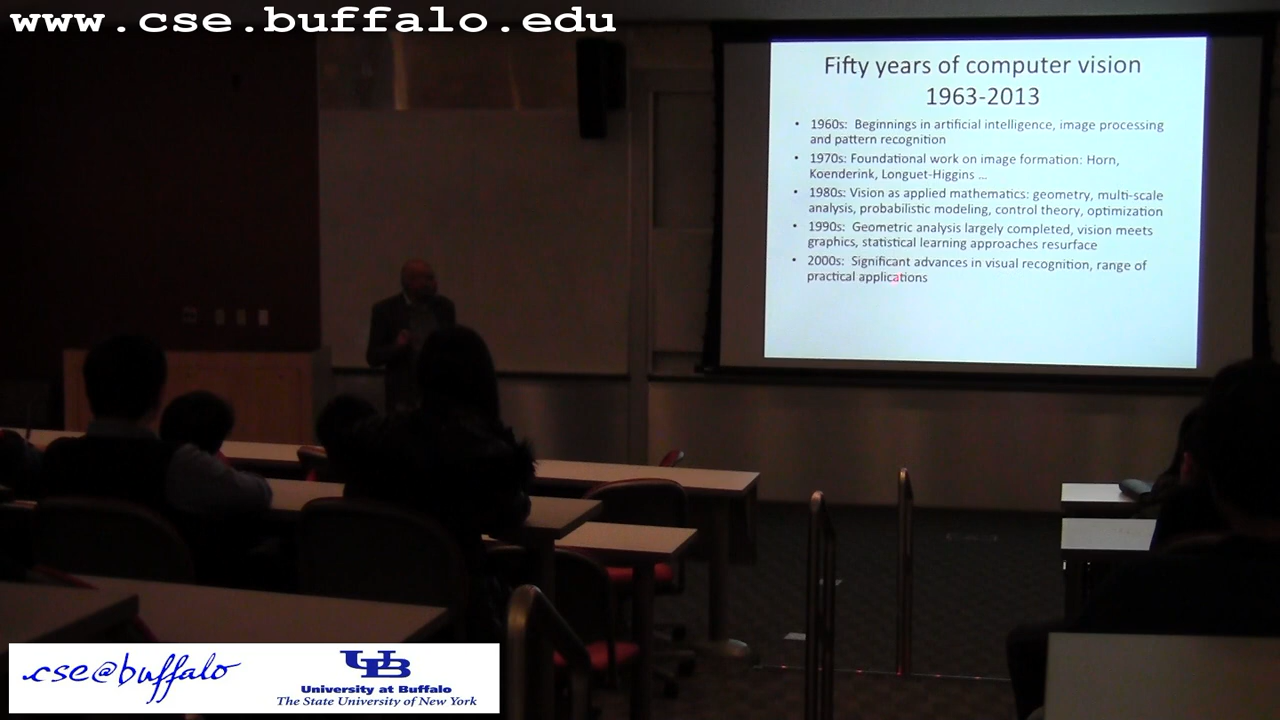 www.cse.buffalo.edu
Fifty years of computer vision
1963-2013
• 1960s: Beginnings in artificial intelligence, image processing
and pattern recognition
• 1970s: Foundational work on image formation: Horn,
Koenderink, Longuet-Higgins ...
• 1980s: Vision as applied mathematics: geometry, multi-scale
analysis, probabilistic modeling, control theory, optimization
• 1990s: Geometric analysis largely completed, vision meets
graphics, statistical learning approaches resurface
• 2000s: Significant advances in visual recognition, range of
practical applications
cse@buffalo
UB
University at Buffalo
The State University of New York